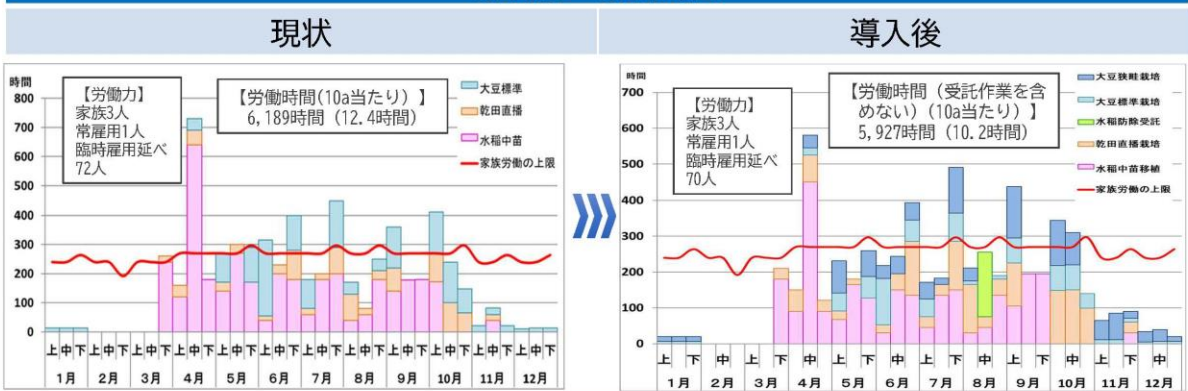 現状
導入後
時間
800
700
600
500
400
300
200
100
0
【労働力】
家族3人
常雇用1人
臨時雇用延べ
72人
【労働時間(10a当たり)】
6,189時間(12.4時間)
大豆標準
乾田直播
水稲中苗
家族労働の上限
上中下上中下上中下上中下上中下上中下上中下上中下上中下上中下上中下上中下
1月 2月 3月 4月 5月 6月 7月 8月 9月 10月 11月 12月
時間
700
600
500
400
300
200
100
0
【労働力】
家族3人
常雇用1人
臨時雇用延べ
70人
【労働時間(受託作業を含
めない)(10a当たり)】
5,927時間(10.2時間)
大豆狭畦栽培
大豆標準栽培
水稲防除受託
乾田直播栽培
水稲中苗移植
家族労働の上限
上 下 中 上 下 中 上 下 中 上 下 中 上 下 中 上 下 中
1月 2月 3月 4月 5月 6月 7月 8月 9月 10月 11月 12月